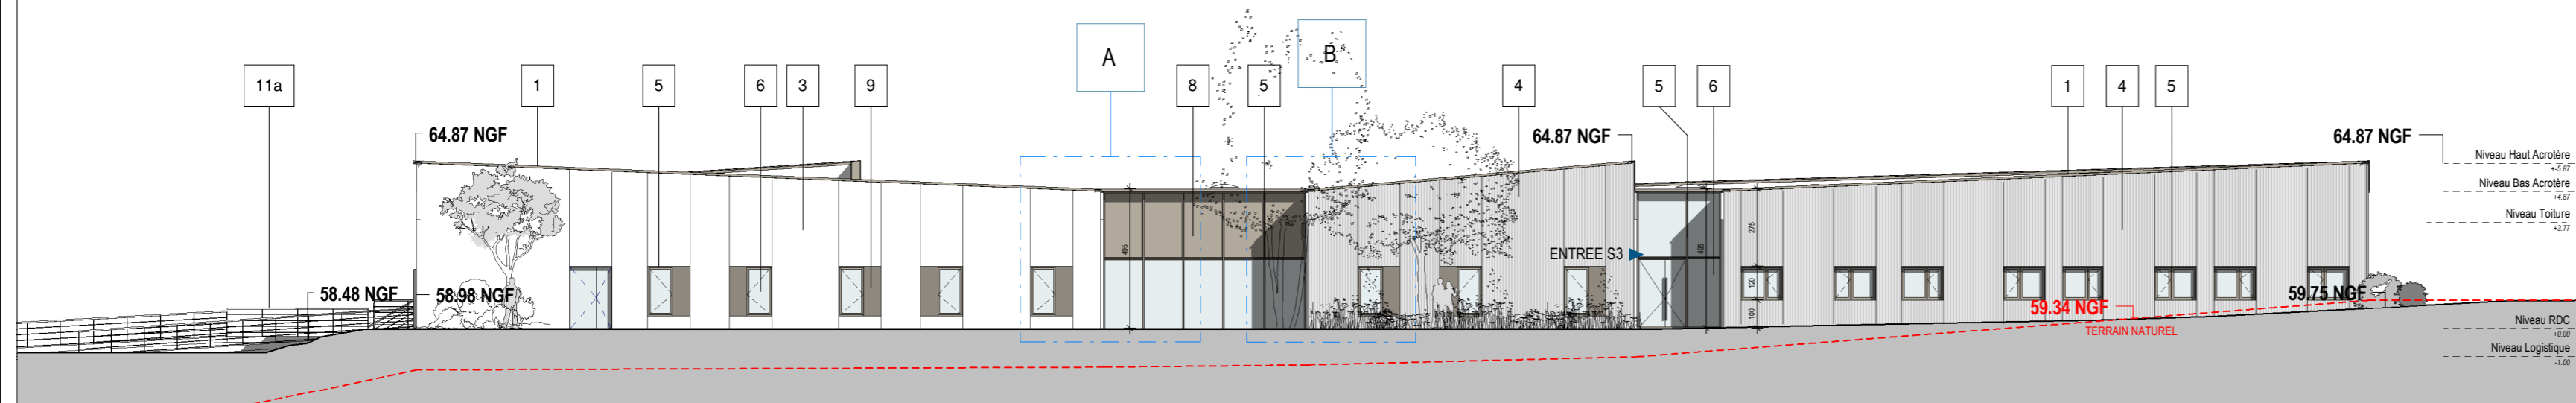 A
B
11a
1
5
6
3
9
8
5
4
5
6
1
4
5
64.87 NGF
64.87 NGF
64.87 NGF
Niveau Haut Acrotère
+5.87
Niveau Bas Acrotère
+4.87
Niveau Toiture
+3.77
495
495
275
120
100
ENTREE S3
58.48 NGF
58.98 NGF
59.34 NGF
TERRAIN NATUREL
59.75 NGF
Niveau RDC
+0.00
Niveau Logistique
-1.00